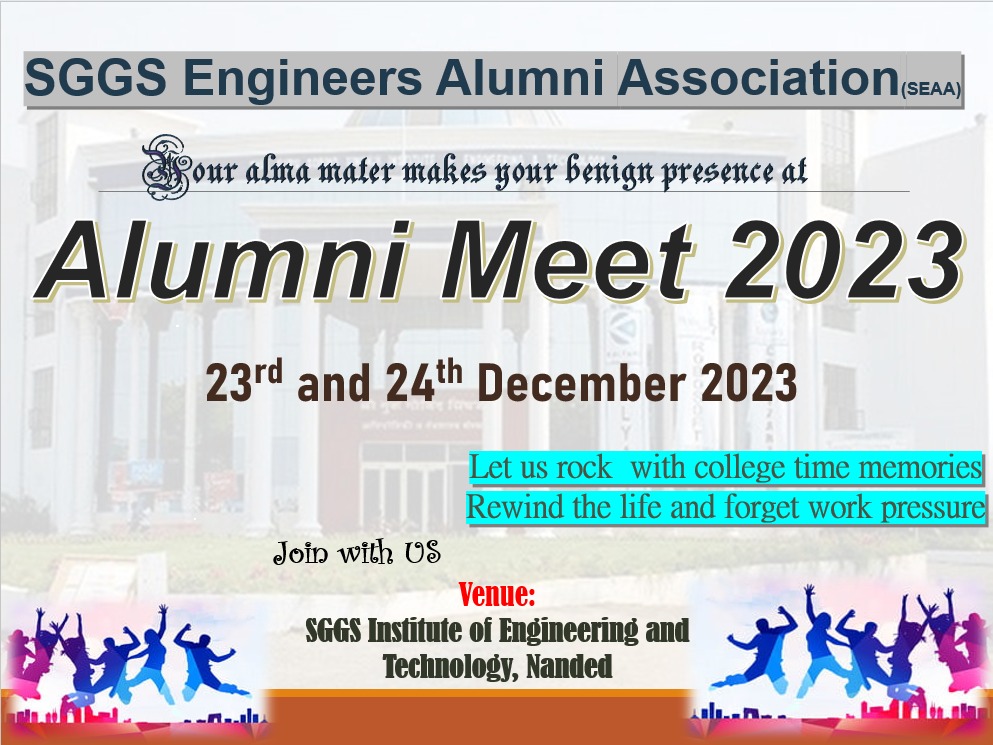 SGGS Engineers Alumni Association(SEAA)
Your alma mater makes your benign presence at
Alumni Meet 2023
23rd and 24th December 2023
Let us rock with college time memories
Rewind the life and forget work pressure
Join with US
Venue:
SGGS Institute of Engineering and
Technology, Nanded